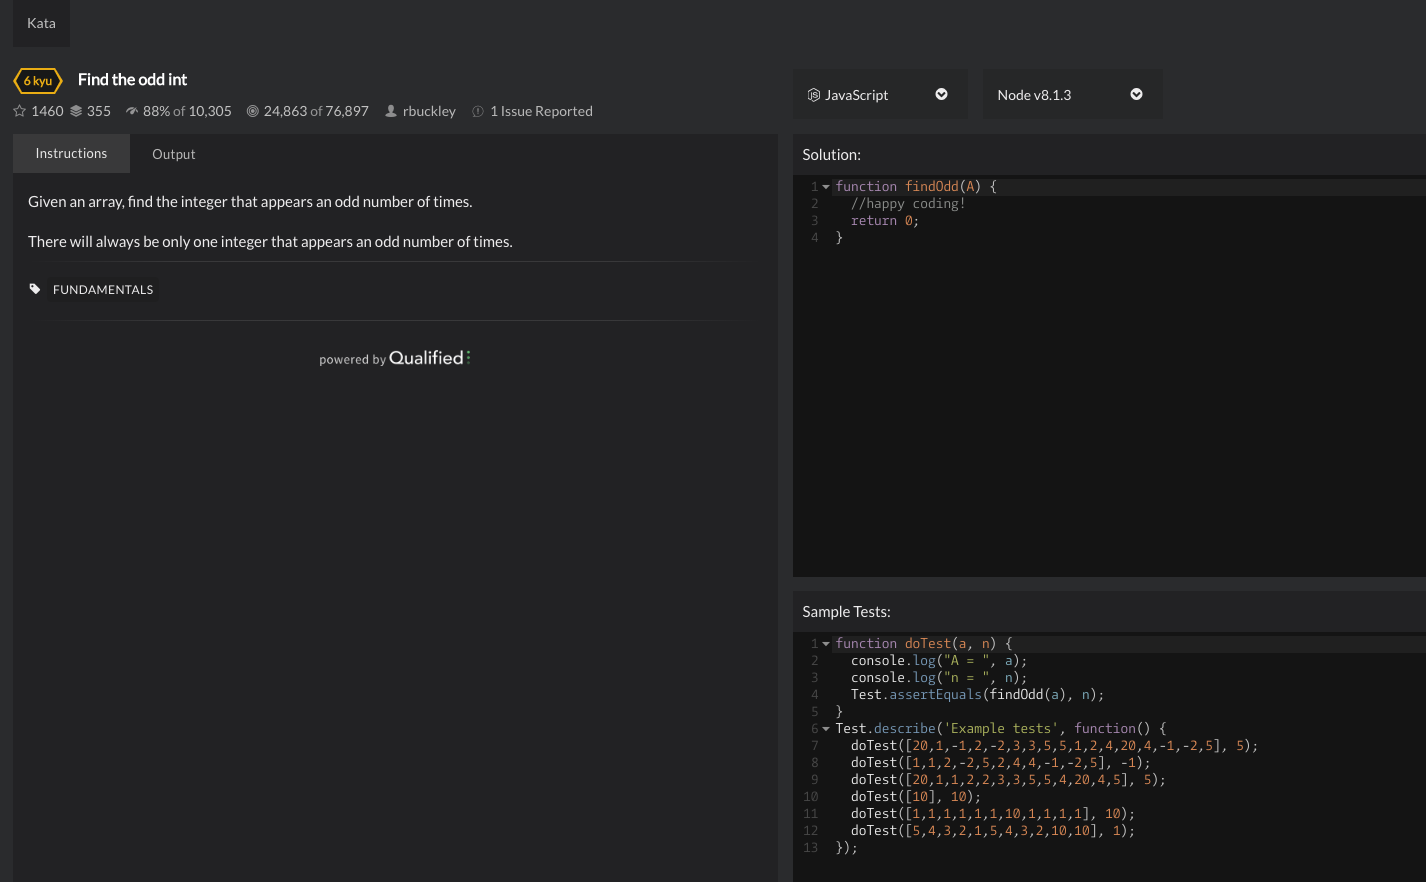 Kata
6 kyu Find the odd int
1460 355 88% of 10,305 24,863 of 76,897 rbuckley 1 Issue Reported
Instructions Output
Given an array, find the integer that appears an odd number of times.
There will always be only one integer that appears an odd number of times.
FUNDAMENTALS
powered by Qualified
JavaScript Node v8.1.3
Solution:
1 function findOdd(A) {
2 //happy coding!
3 return 0;
4 }
Sample Tests:
1 function doTest(a, n) {
2 console.log("A = ", a);
3 console.log("n = ", n);
4 Test.assertEquals(findOdd(a), n);
5 }
6 Test.describe('Example tests', function() {
7 doTest([20,1,-1,2,-2,3,3,5,5,1,2,4,20,4,-1,-2,5], 5);
8 doTest([1,1,2,-2,5,2,4,4,-1,-2,5], -1);
9 doTest([20,1,1,2,2,3,3,5,5,4,20,4,5], 5);
10 doTest([10], 10);
11 doTest([1,1,1,1,1,1,10,1,1,1,1], 10);
12 doTest([5,4,3,2,1,5,4,3,2,10,10], 1);
13 });